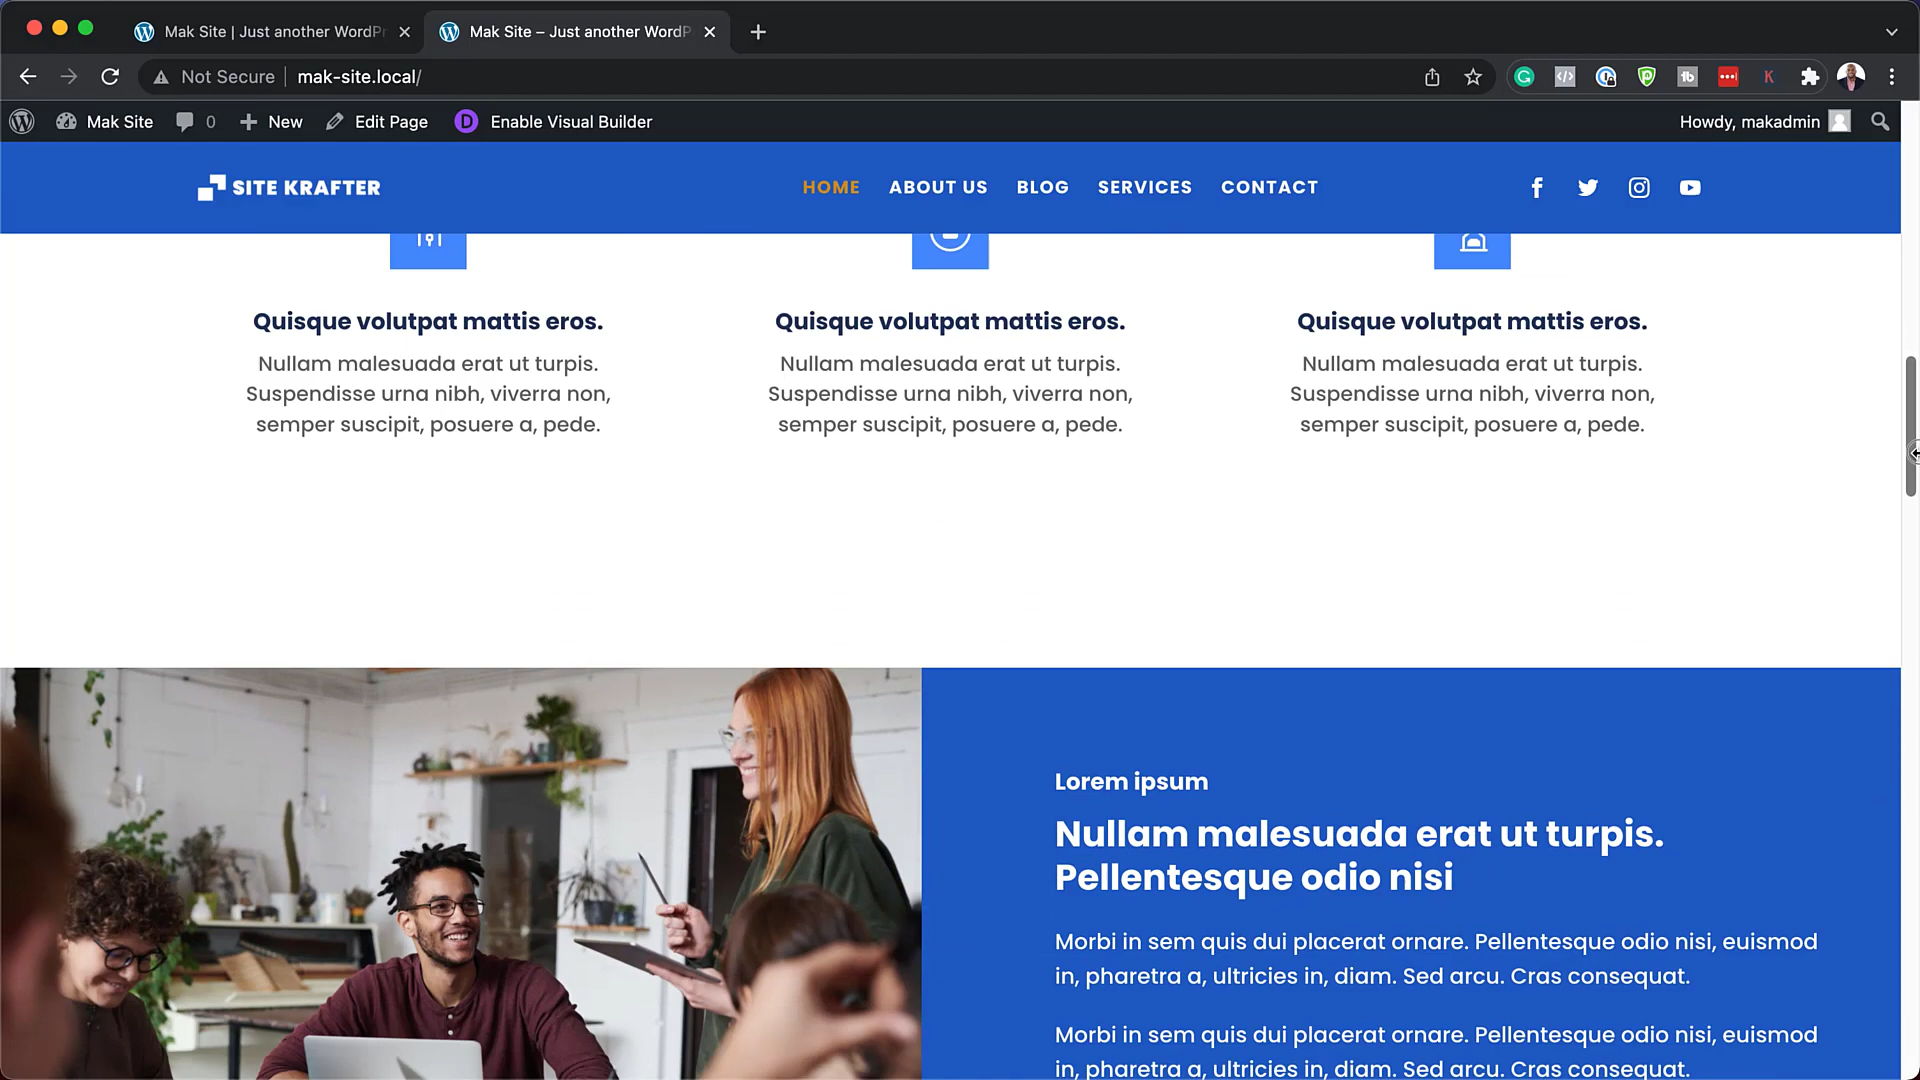 Mak Site | Just another WordPr
Mak Site – Just another WordP
Not Secure
mak-site.local/
Mak Site
0
New
Edit Page
D
Enable Visual Builder
Howdy, makadmin
SITE KRAFTER
HOME
ABOUT US
BLOG
SERVICES
CONTACT
Quisque volutpat mattis eros.
Nullam malesuada erat ut turpis.
Suspendisse urna nibh, viverra non,
semper suscipit, posuere a, pede.
Quisque volutpat mattis eros.
Nullam malesuada erat ut turpis.
Suspendisse urna nibh, viverra non,
semper suscipit, posuere a, pede.
Quisque volutpat mattis eros.
Nullam malesuada erat ut turpis.
Suspendisse urna nibh, viverra non,
semper suscipit, posuere a, pede.
Lorem ipsum
Nullam malesuada erat ut turpis.
Pellentesque odio nisi
Morbi in sem quis dui placerat ornare. Pellentesque odio nisi, euismod
in, pharetra a, ultricies in, diam. Sed arcu. Cras consequat.
Morbi in sem quis dui placerat ornare. Pellentesque odio nisi, euismod
in, pharetra a, ultricies in, diam. Sed arcu. Cras consequat.